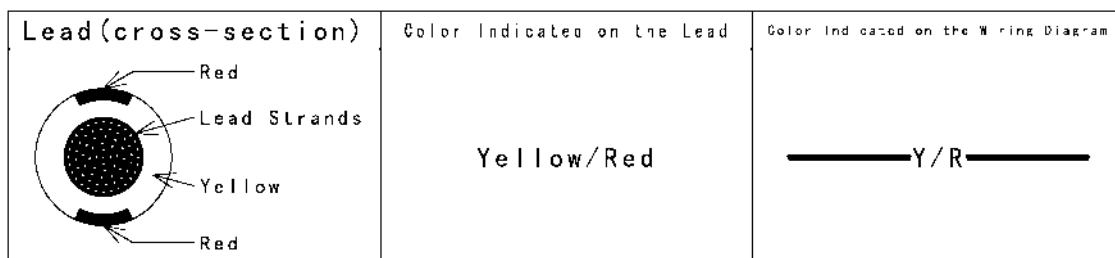 Lead(cross-section)
Color Indicated on the Lead
Color Indicated on the Wiring Diagram
Red
Lead Strands
Yellow
Red
Yellow/Red
Y/R